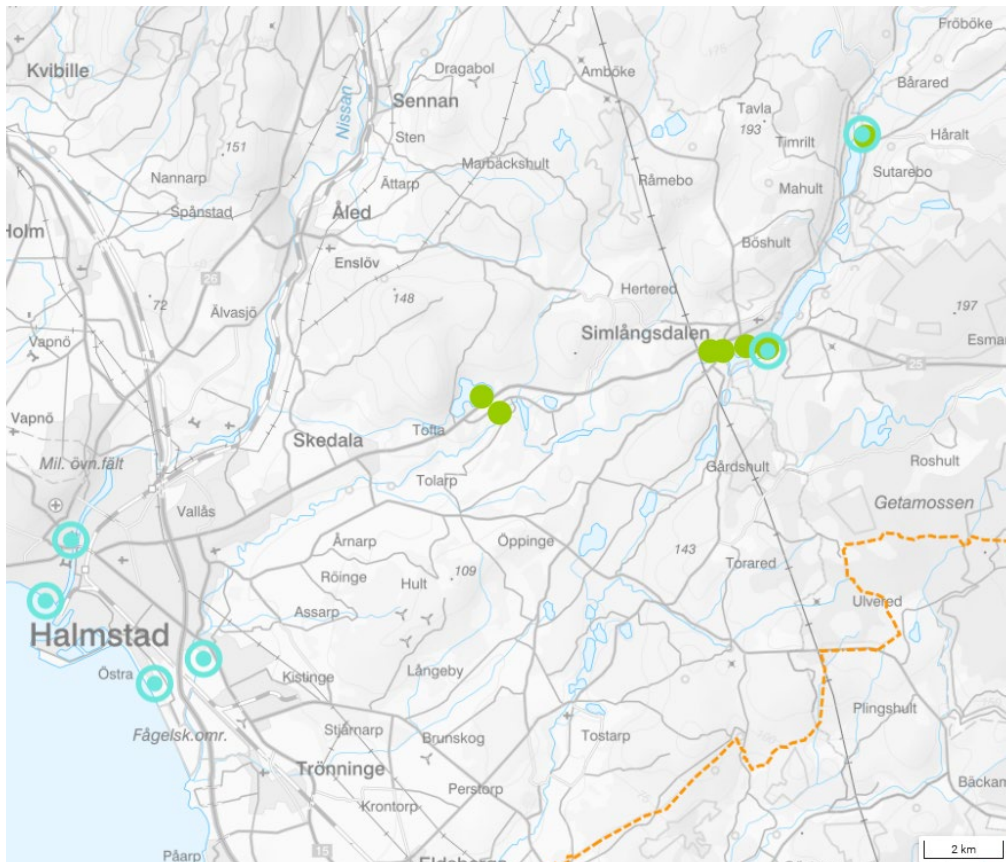 Fröböke
Kvibille
Dragabol
Amböke
Bårared
Sennan
Nissan
Tavla
193
Timrilt
Håralt
Sten
151
Marbäckshult
Råmebo
Sutarebo
Nannarp
Ättarp
Mahult
Spånstad
Åled
Holm
Böshult
Enslöv
26
148
Hertered
72
Älvasjö
197
Vapnö
Simlångsdalen
25
Vapnö
Tofta
Skedala
Mil. övn.fält
Tolarp
Gårdshult
Roshult
Getamossen
Vallås
Öppinge
Årnarp
143
Röinge
Hult
109
Torared
Ulvered
Assarp
Halmstad
Östra
Kistinge
Långeby
Plingshult
Fågelsk.omr.
Stjärnarp
Brunskog
Tostarp
Trönninge
Perstorp
Krontorp
15
Påarp
2 km